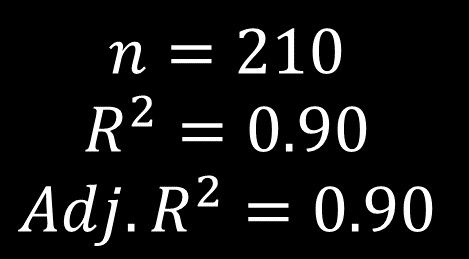 n = 210
R² = 0.90
Adj. R² = 0.90